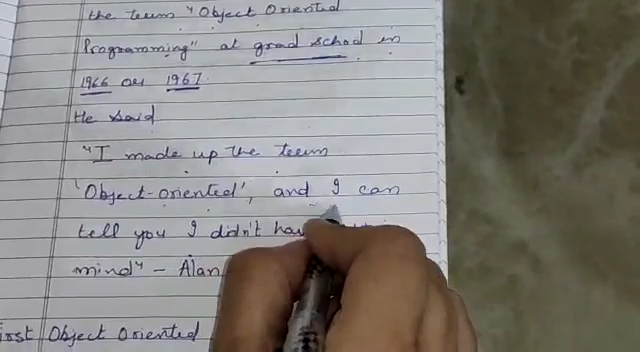 the term "Object Oriented
Programming" at grad school in
1966 or 1967.
He said
"I made up the term
'Object-oriented', and I can
tell you I didn't
mind" - Alan
Object Oriented